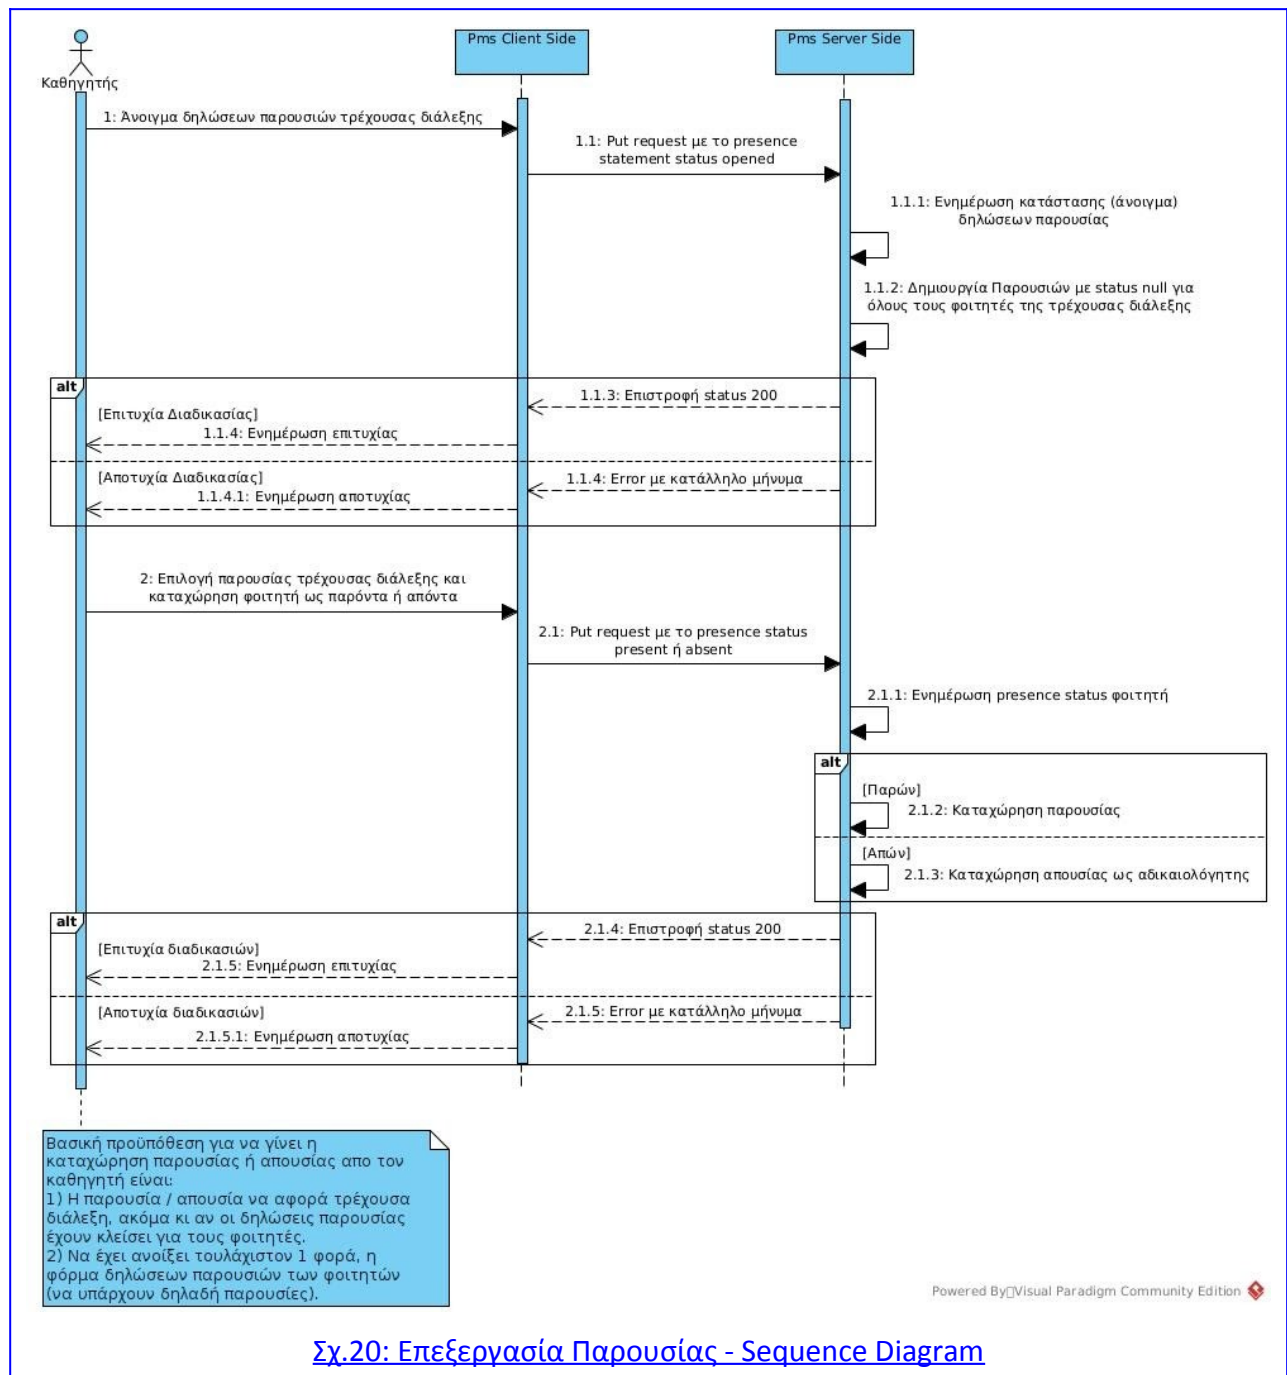 Pms Client Side
Pms Server Side
Καθηγητής
1: Άνοιγμα δηλώσεων παρουσιών τρέχουσας διάλεξης
1.1: Put request με το presence
statement status opened
1.1.1: Ενημέρωση κατάστασης (άνοιγμα)
δηλώσεων παρουσίας
1.1.2: Δημιουργία Παρουσιών με status null για
όλους τους φοιτητές της τρέχουσας διάλεξης
alt
1.1.3: Επιστροφή status 200
[Επιτυχία Διαδικασίας]
1.1.4: Ενημέρωση επιτυχίας
[Αποτυχία Διαδικασίας]
1.1.4: Error με κατάλληλο μήνυμα
1.1.4.1: Ενημέρωση αποτυχίας
2: Επιλογή παρουσίας τρέχουσας διάλεξης και
καταχώρηση φοιτητή ως παρόντα ή απόντα
2.1: Put request με το presence status
present ή absent
2.1.1: Ενημέρωση presence status φοιτητή
alt
[Παρών]
2.1.2: Καταχώρηση παρουσίας
[Απών]
2.1.3: Καταχώρηση απουσίας ως αδικαιολόγητης
alt
2.1.4: Επιστροφή status 200
[Επιτυχία διαδικασιών]
2.1.5: Ενημέρωση επιτυχίας
[Αποτυχία διαδικασιών]
2.1.5: Error με κατάλληλο μήνυμα
2.1.5.1: Ενημέρωση αποτυχίας
Βασική προϋπόθεση για να γίνει η
καταχώρηση παρουσίας ή απουσίας απο τον
καθηγητή είναι:
1) Η παρουσία / απουσία να αφορά τρέχουσα
διάλεξη, ακόμα κι αν οι δηλώσεις παρουσίας
έχουν κλείσει για τους φοιτητές.
2) Να έχει ανοίξει τουλάχιστον 1 φορά, η
φόρμα δηλώσεων παρουσιών των φοιτητών
(να υπάρχουν δηλαδή παρουσίες).
Powered By▯Visual Paradigm Community Edition
Σχ.20: Επεξεργασία Παρουσίας - Sequence Diagram